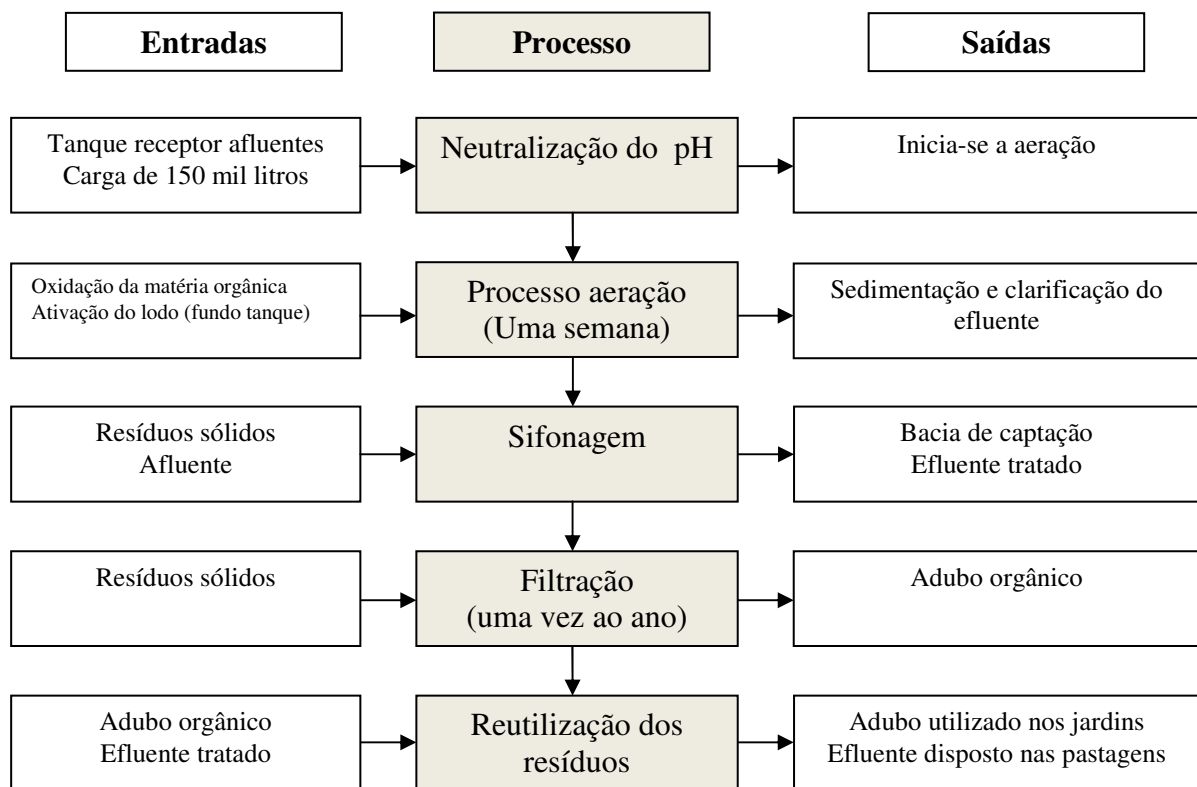 Entradas
Processo
Saídas
Tanque receptor afluentes
Carga de 150 mil litros
Neutralização do pH
Inicia-se a aeração
Oxidação da matéria orgânica
Ativação do lodo (fundo tanque)
Processo aeração
(Uma semana)
Sedimentação e clarificação do
efluente
Resíduos sólidos
Afluente
Sifonagem
Bacia de captação
Efluente tratado
Resíduos sólidos
Filtração
(uma vez ao ano)
Adubo orgânico
Adubo orgânico
Efluente tratado
Reutilização dos
resíduos
Adubo utilizado nos jardins
Efluente disposto nas pastagens